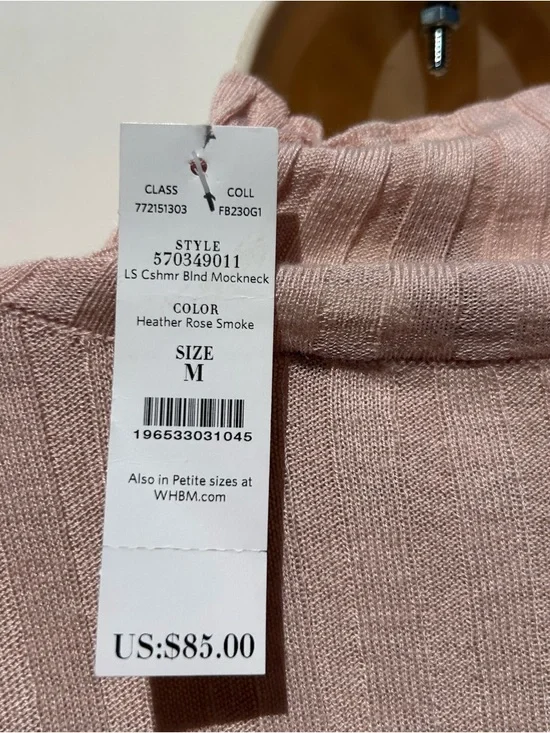 CLASS COLL
772151303 FB230G1
STYLE
570349011
LS Cshmr Blnd Mockneck
COLOR
Heather Rose Smoke
SIZE
M
196533031045
Also in Petite sizes at
WHBM.com
US:$85.00